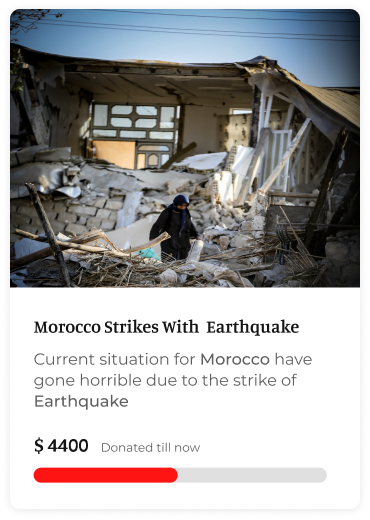 Morocco Strikes With Earthquake
Current situation for Morocco have
gone horrible due to the strike of
Earthquake
$ 4400 Donated till now